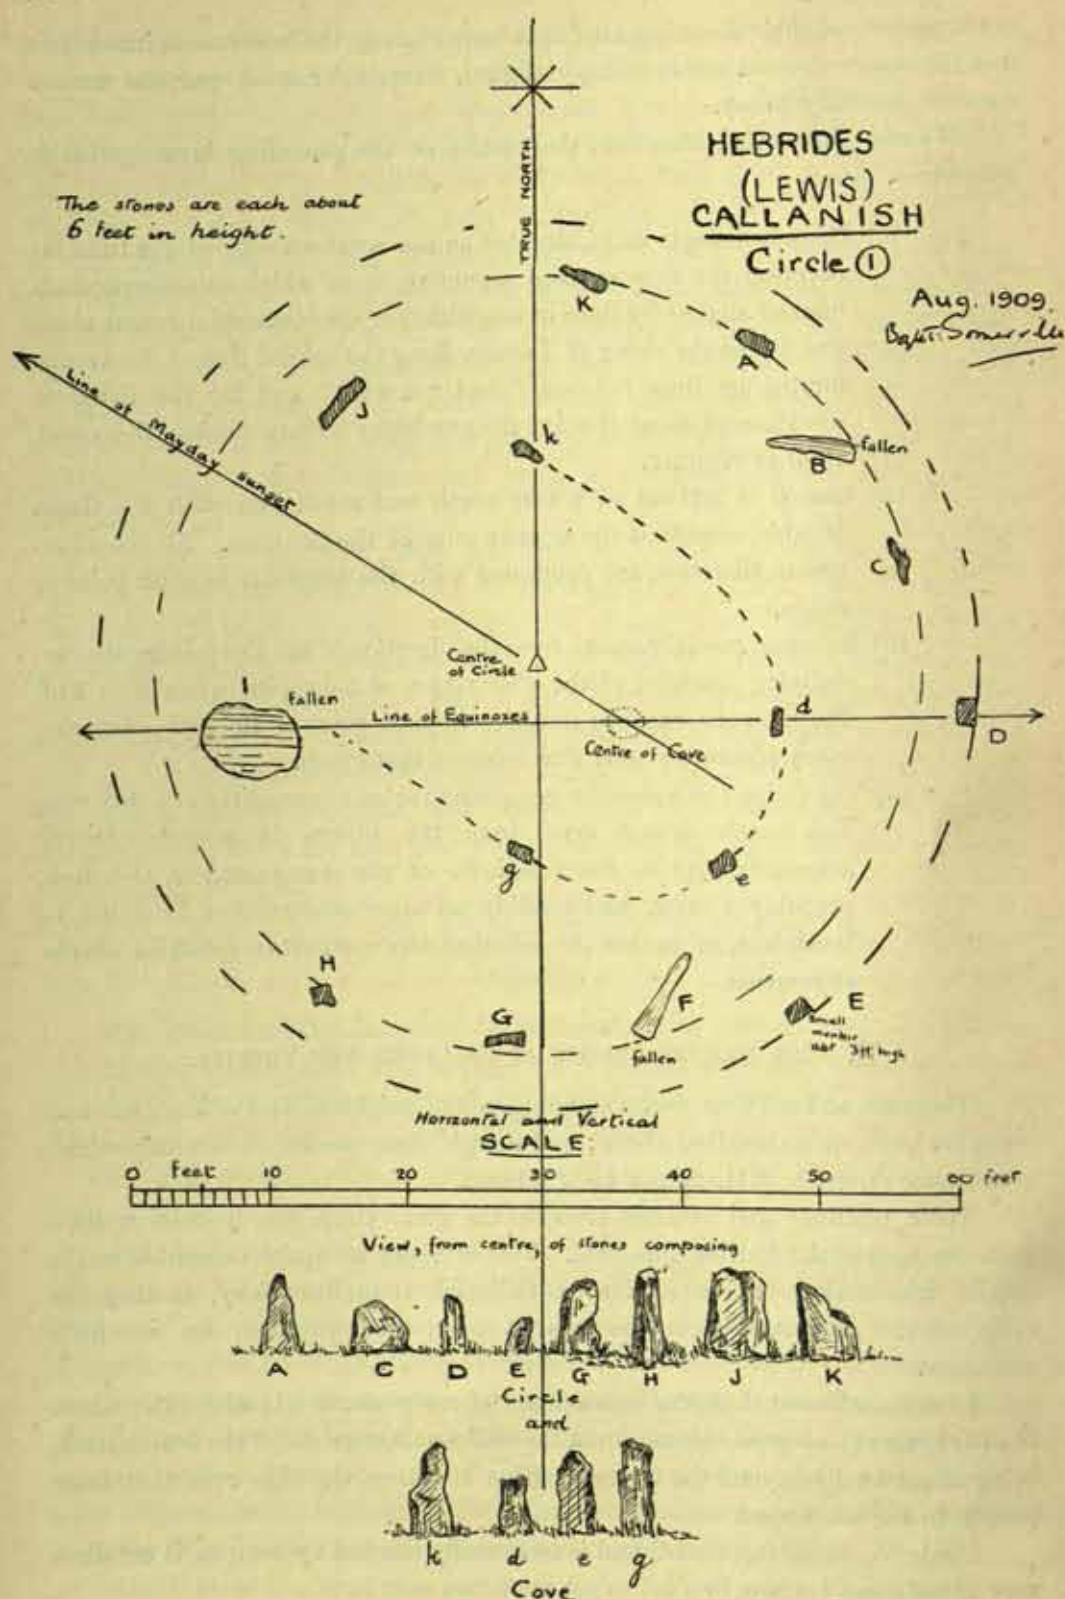 HEBRIDES
(LEWIS)
CALLANISH
Circle 1
Aug. 1909.
The stones are each about
6 feet in height.
TRUE NORTH
K
A
J
k
fallen
B
Line of Mayday sunset
C
Centre
of Circle
fallen
Line of Equinoxes
d
D
Centre of Cove
g
e
H
F
E
G
small
menhir
abt 3ft. high
fallen
Horizontal and Vertical
SCALE
0 feet 10 20 30 40 50 60 feet
View, from centre, of stones composing
A C D E G H J K
Circle
and
k d e g
Cove